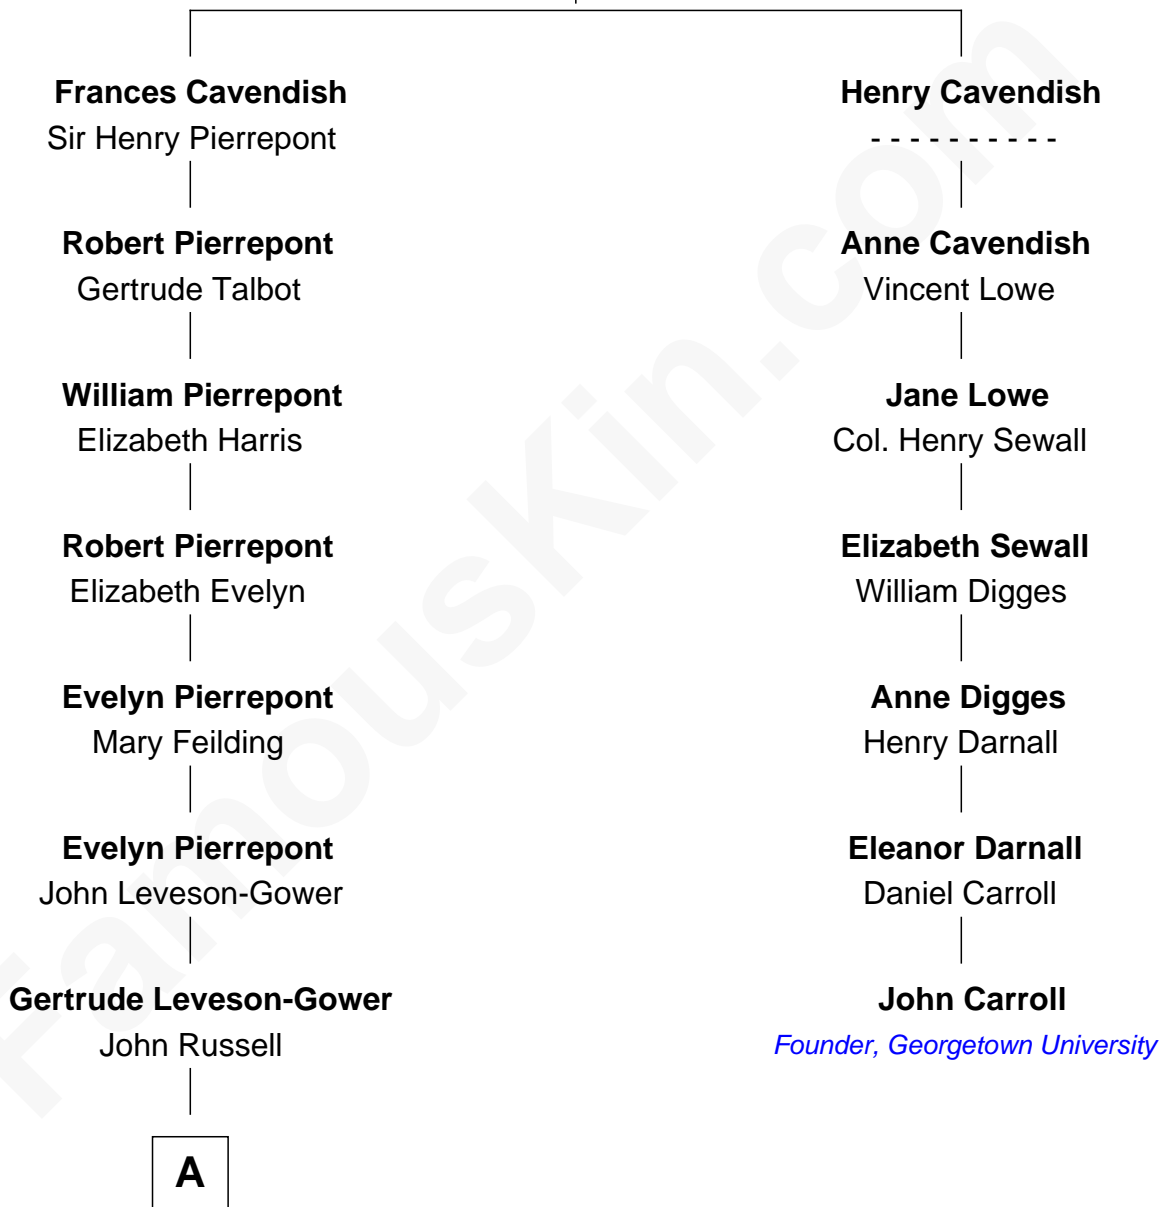 Frances Cavendish
Sir Henry Pierrepont
Robert Pierrepont
Gertrude Talbot
William Pierrepont
Elizabeth Harris
Robert Pierrepont
Elizabeth Evelyn
Evelyn Pierrepont
Mary Feilding
Evelyn Pierrepont
John Leveson-Gower
Gertrude Leveson-Gower
John Russell
A
Henry Cavendish
- - - - - - - - - -
Anne Cavendish
Vincent Lowe
Jane Lowe
Col. Henry Sewall
Elizabeth Sewall
William Digges
Anne Digges
Henry Darnall
Eleanor Darnall
Daniel Carroll
John Carroll
Founder, Georgetown University
FamousKin.com